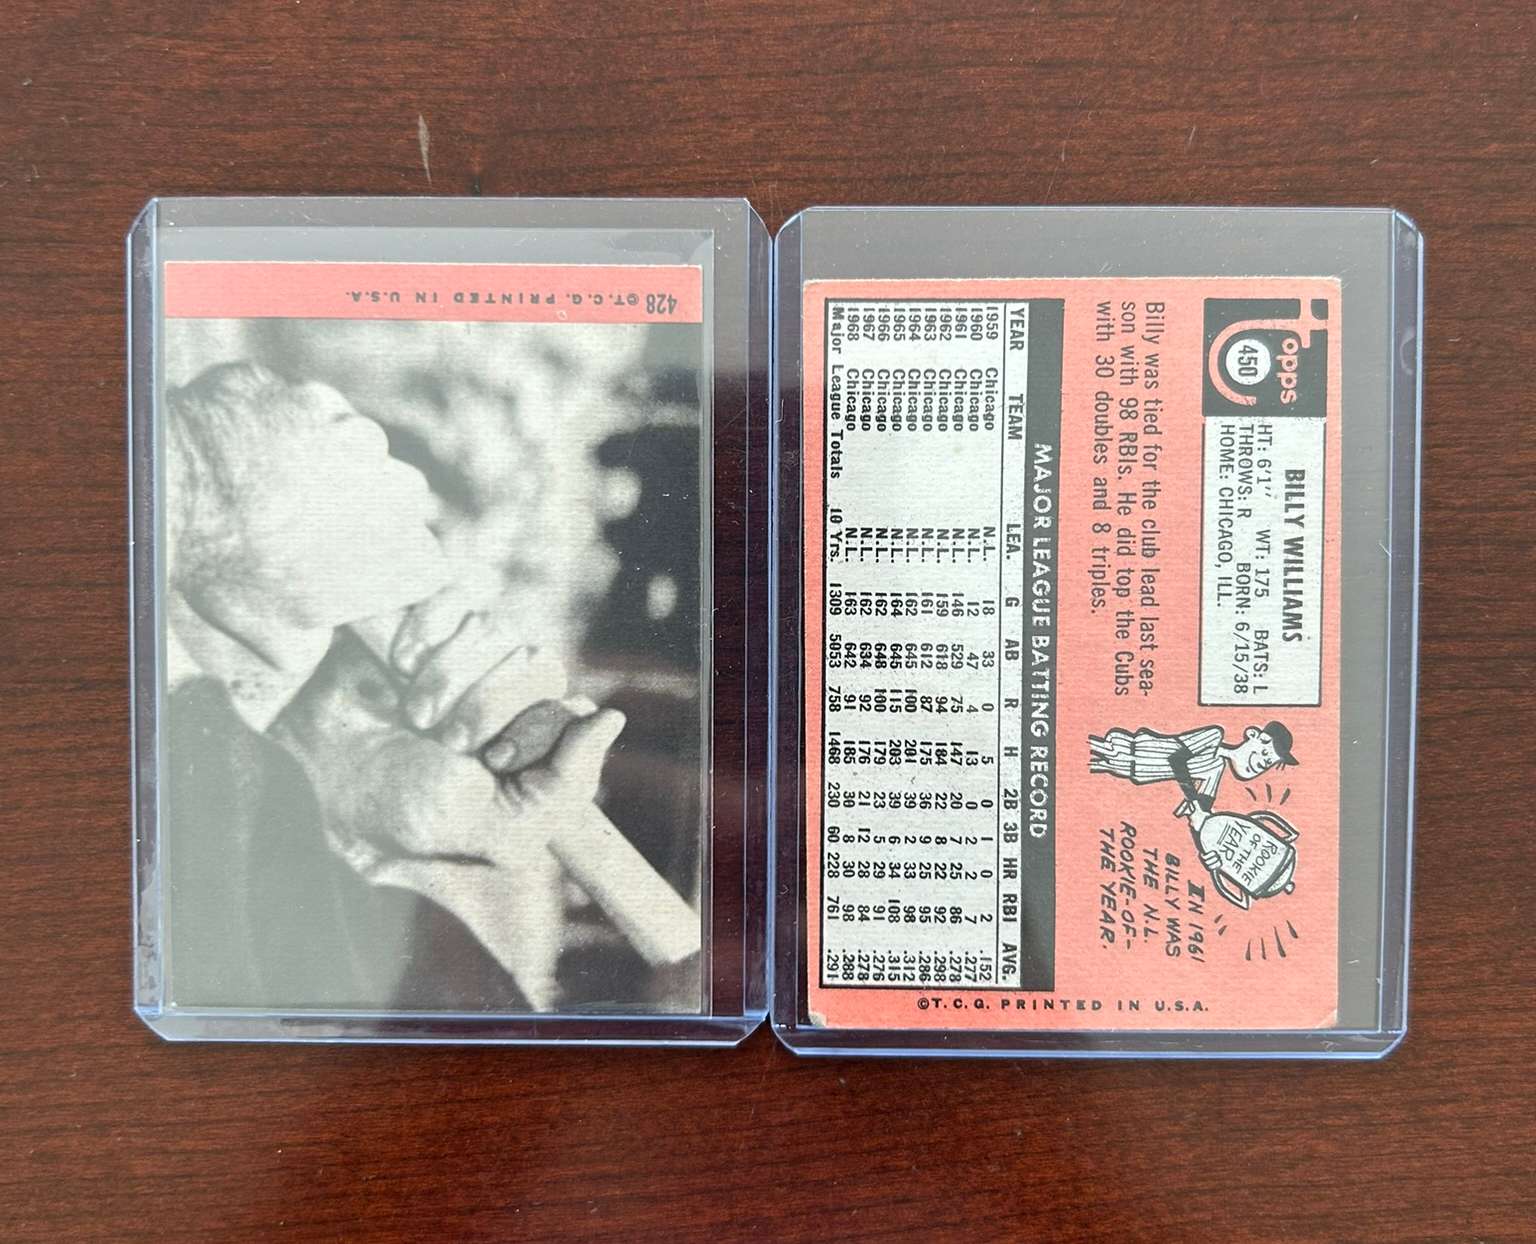 428 ©T.C.G. PRINTED IN U.S.A.
Topps
450
BILLY WILLIAMS
HT: 6'1" WT: 175 BATS: L
THROWS: R BORN: 6/15/38
HOME: CHICAGO, ILL.
Billy was tied for the club lead last sea-
son with 98 RBIs. He did top the Cubs
with 30 doubles and 8 triples.
ROOKIE
OF THE
YEAR
IN 1961
BILLY WAS
THE N.L.
ROOKIE-OF-
THE YEAR.
MAJOR LEAGUE BATTING RECORD
YEAR TEAM LEA. G AB R H 2B 3B HR RBI AVG.
1959 Chicago N.L. 18 33 0 5 0 1 0 2 .152
1960 Chicago N.L. 12 47 4 13 0 2 2 7 .277
1961 Chicago N.L. 146 529 75 147 20 7 25 86 .278
1962 Chicago N.L. 159 618 94 184 22 8 22 92 .298
1963 Chicago N.L. 161 612 87 175 36 9 25 95 .286
1964 Chicago N.L. 162 645 100 201 39 2 33 98 .312
1965 Chicago N.L. 164 645 115 203 39 6 34 108 .315
1966 Chicago N.L. 162 648 100 179 23 5 29 91 .276
1967 Chicago N.L. 162 634 92 176 21 12 28 84 .278
1968 Chicago N.L. 163 642 91 185 30 8 30 98 .288
Major League Totals 10 Yrs. 1309 5053 758 1468 230 60 228 761 .291
©T.C.G. PRINTED IN U.S.A.